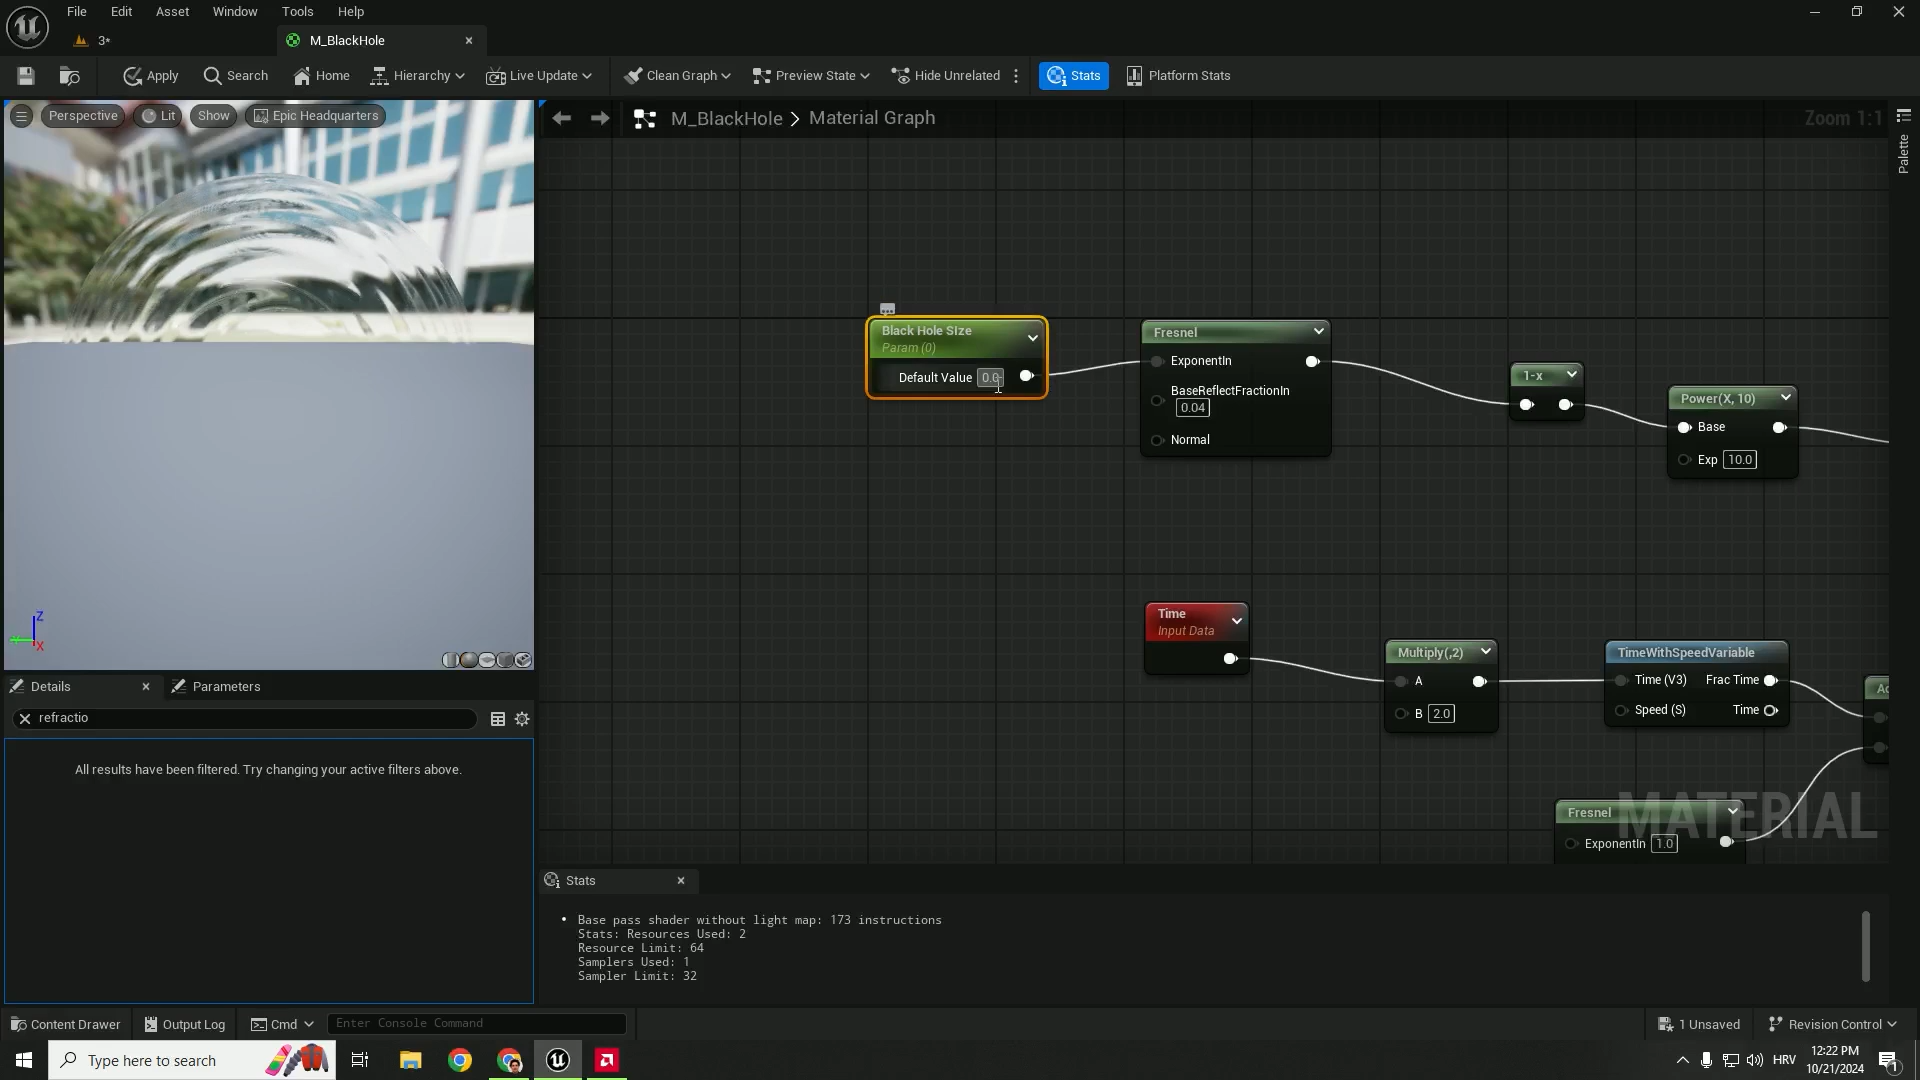 File Edit Asset Window Tools Help
3*
M_BlackHole
Apply Search Home Hierarchy Live Update Clean Graph Preview State Hide Unrelated Stats Platform Stats
Perspective Lit Show Epic Headquarters
M_BlackHole > Material Graph
Zoom 1:1
Palette
Black Hole SIze
Param (0)
Default Value 0.0
Fresnel
ExponentIn
BaseReflectFractionIn
0.04
Normal
1-x
Power(X, 10)
Base
Exp 10.0
Time
Input Data
Multiply(,2)
A
B 2.0
TimeWithSpeedVariable
Time (V3) Frac Time
Speed (S) Time
Fresnel
ExponentIn 1.0
MATERIAL
Z
X
Details Parameters
refractio
All results have been filtered. Try changing your active filters above.
Stats
• Base pass shader without light map: 173 instructions
Stats: Resources Used: 2
Resource Limit: 64
Samplers Used: 1
Sampler Limit: 32
Content Drawer Output Log Cmd Enter Console Command 1 Unsaved Revision Control
Type here to search
HRV
12:22 PM
10/21/2024
1